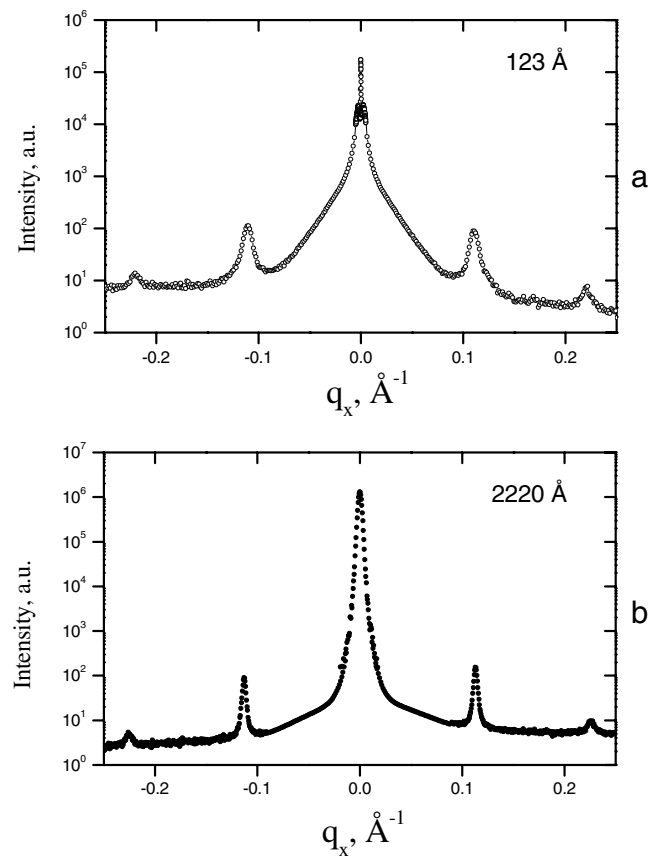 10⁶
10⁵
10⁴
10³
10²
10¹
10⁰
Intensity, a.u.
123 Å
a
-0.2 -0.1 0.0 0.1 0.2
qₓ, Å⁻¹
10⁷
10⁶
10⁵
10⁴
10³
10²
10¹
10⁰
Intensity, a.u.
2220 Å
b
-0.2 -0.1 0.0 0.1 0.2
qₓ, Å⁻¹